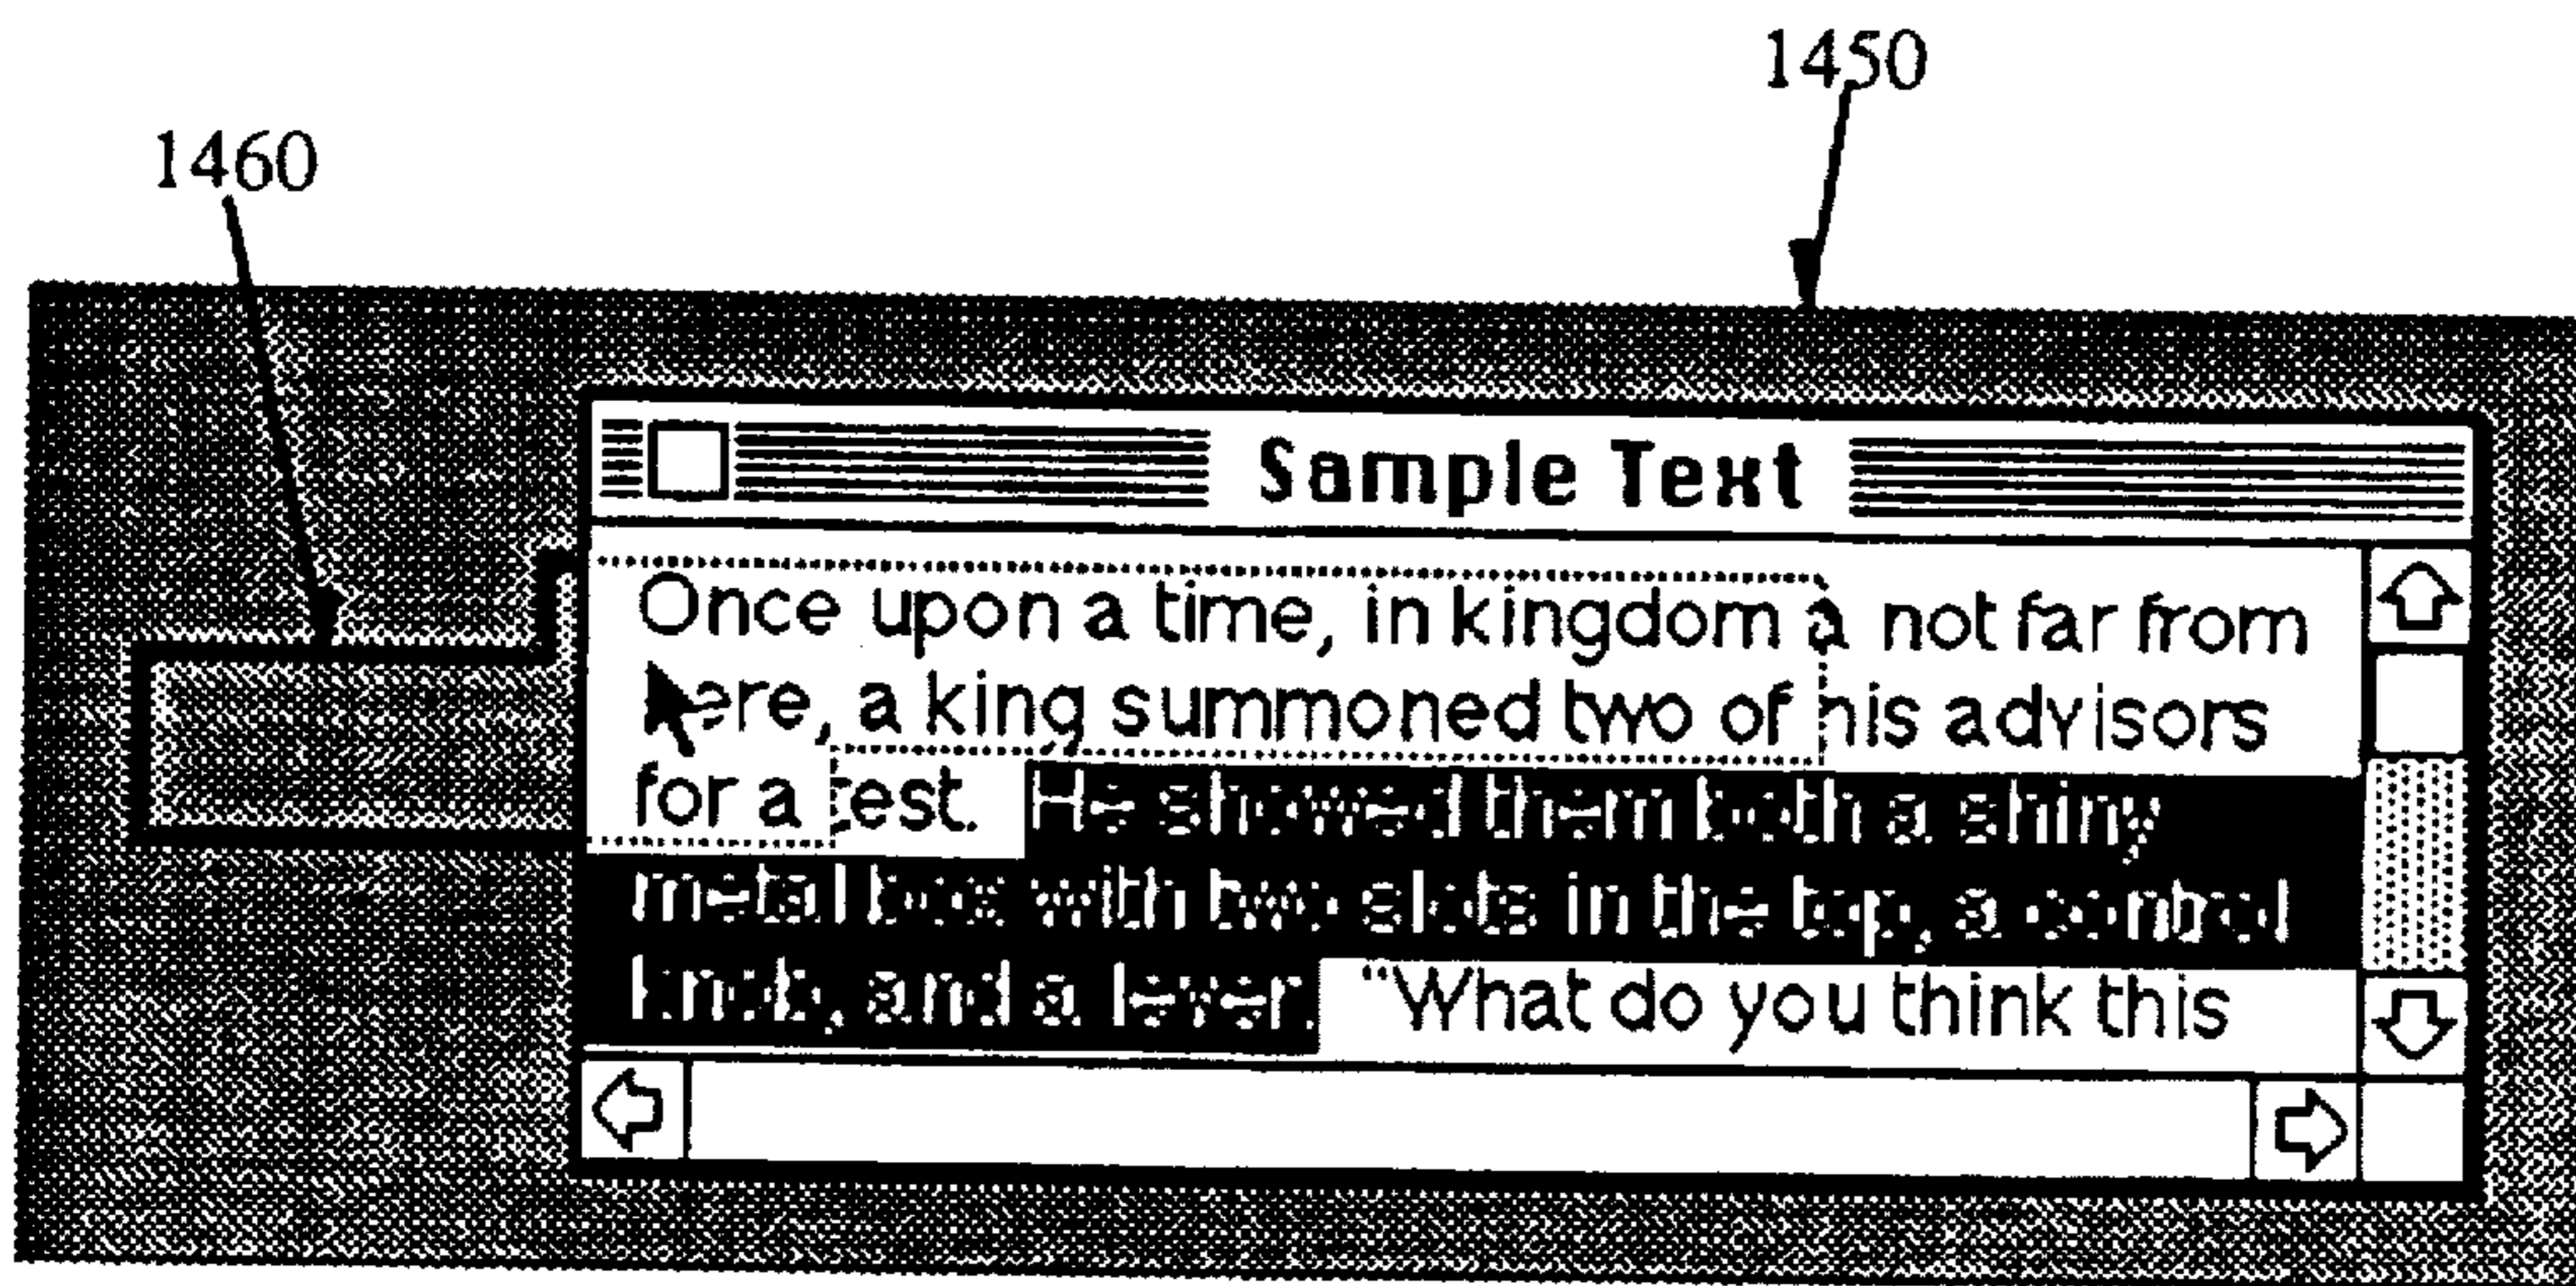 1450
1460
Sample Text
Once upon a time, in kingdom a not far from
ere, a king summoned two of his advisors
for a test. He showed them both a shiny
metal box with two slots in the top, a control
knob, and a lever. "What do you think this